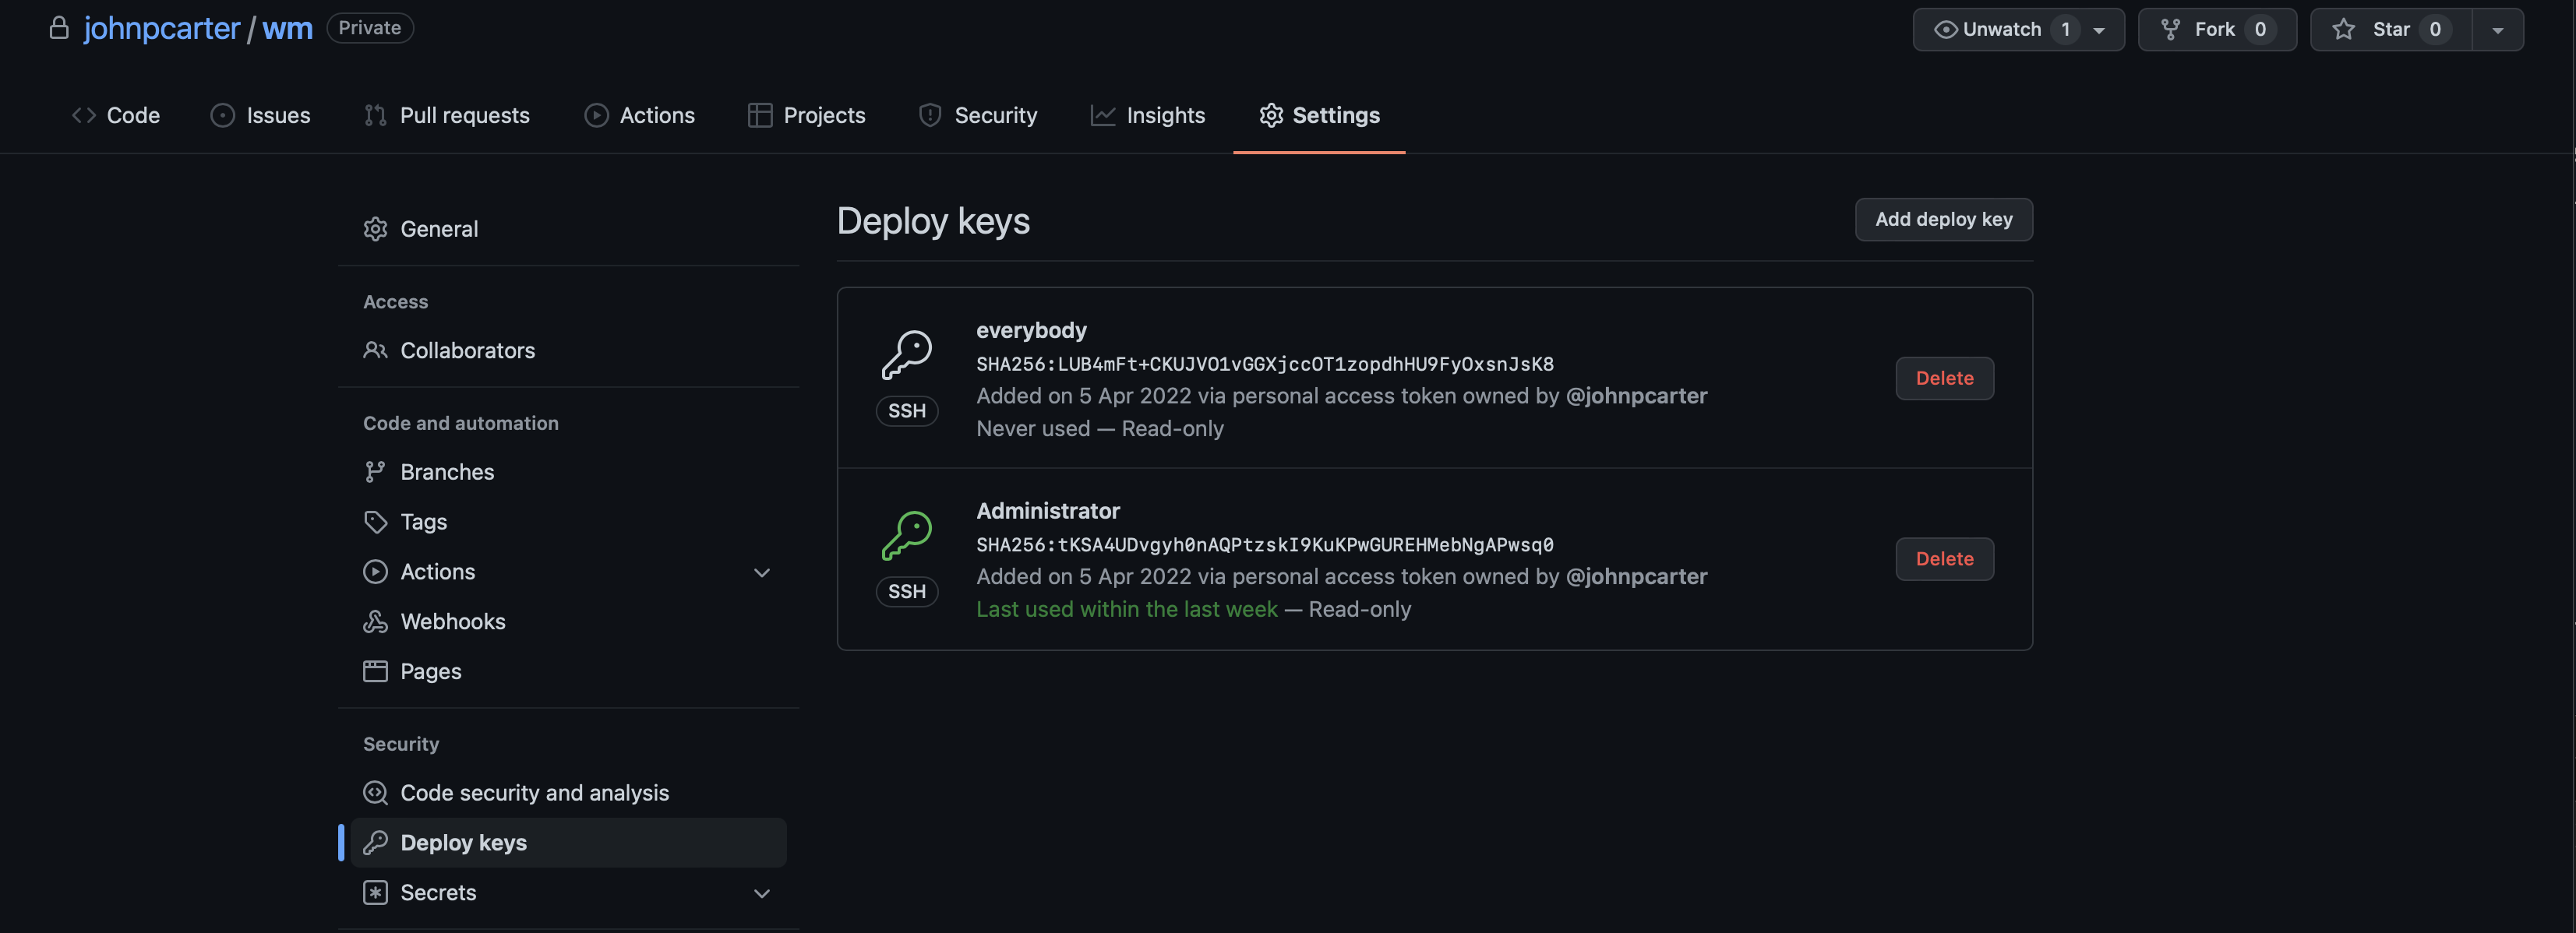 johnpcarter / wm Private
Unwatch 1 Fork 0 Star 0
Code Issues Pull requests Actions Projects Security Insights Settings
General
Access
Collaborators
Code and automation
Branches
Tags
Actions
Webhooks
Pages
Security
Code security and analysis
Deploy keys
Secrets
Deploy keys
Add deploy key
everybody
SHA256:LUB4mFt+CKUJVO1vGGXjccOT1zopdhHU9FyOxsnJsK8
Added on 5 Apr 2022 via personal access token owned by @johnpcarter
Never used — Read-only
SSH
Delete
Administrator
SHA256:tKSA4UDvgyh0nAQPtzskI9KuKPwGUREHMebNgAPwsq0
Added on 5 Apr 2022 via personal access token owned by @johnpcarter
Last used within the last week — Read-only
SSH
Delete